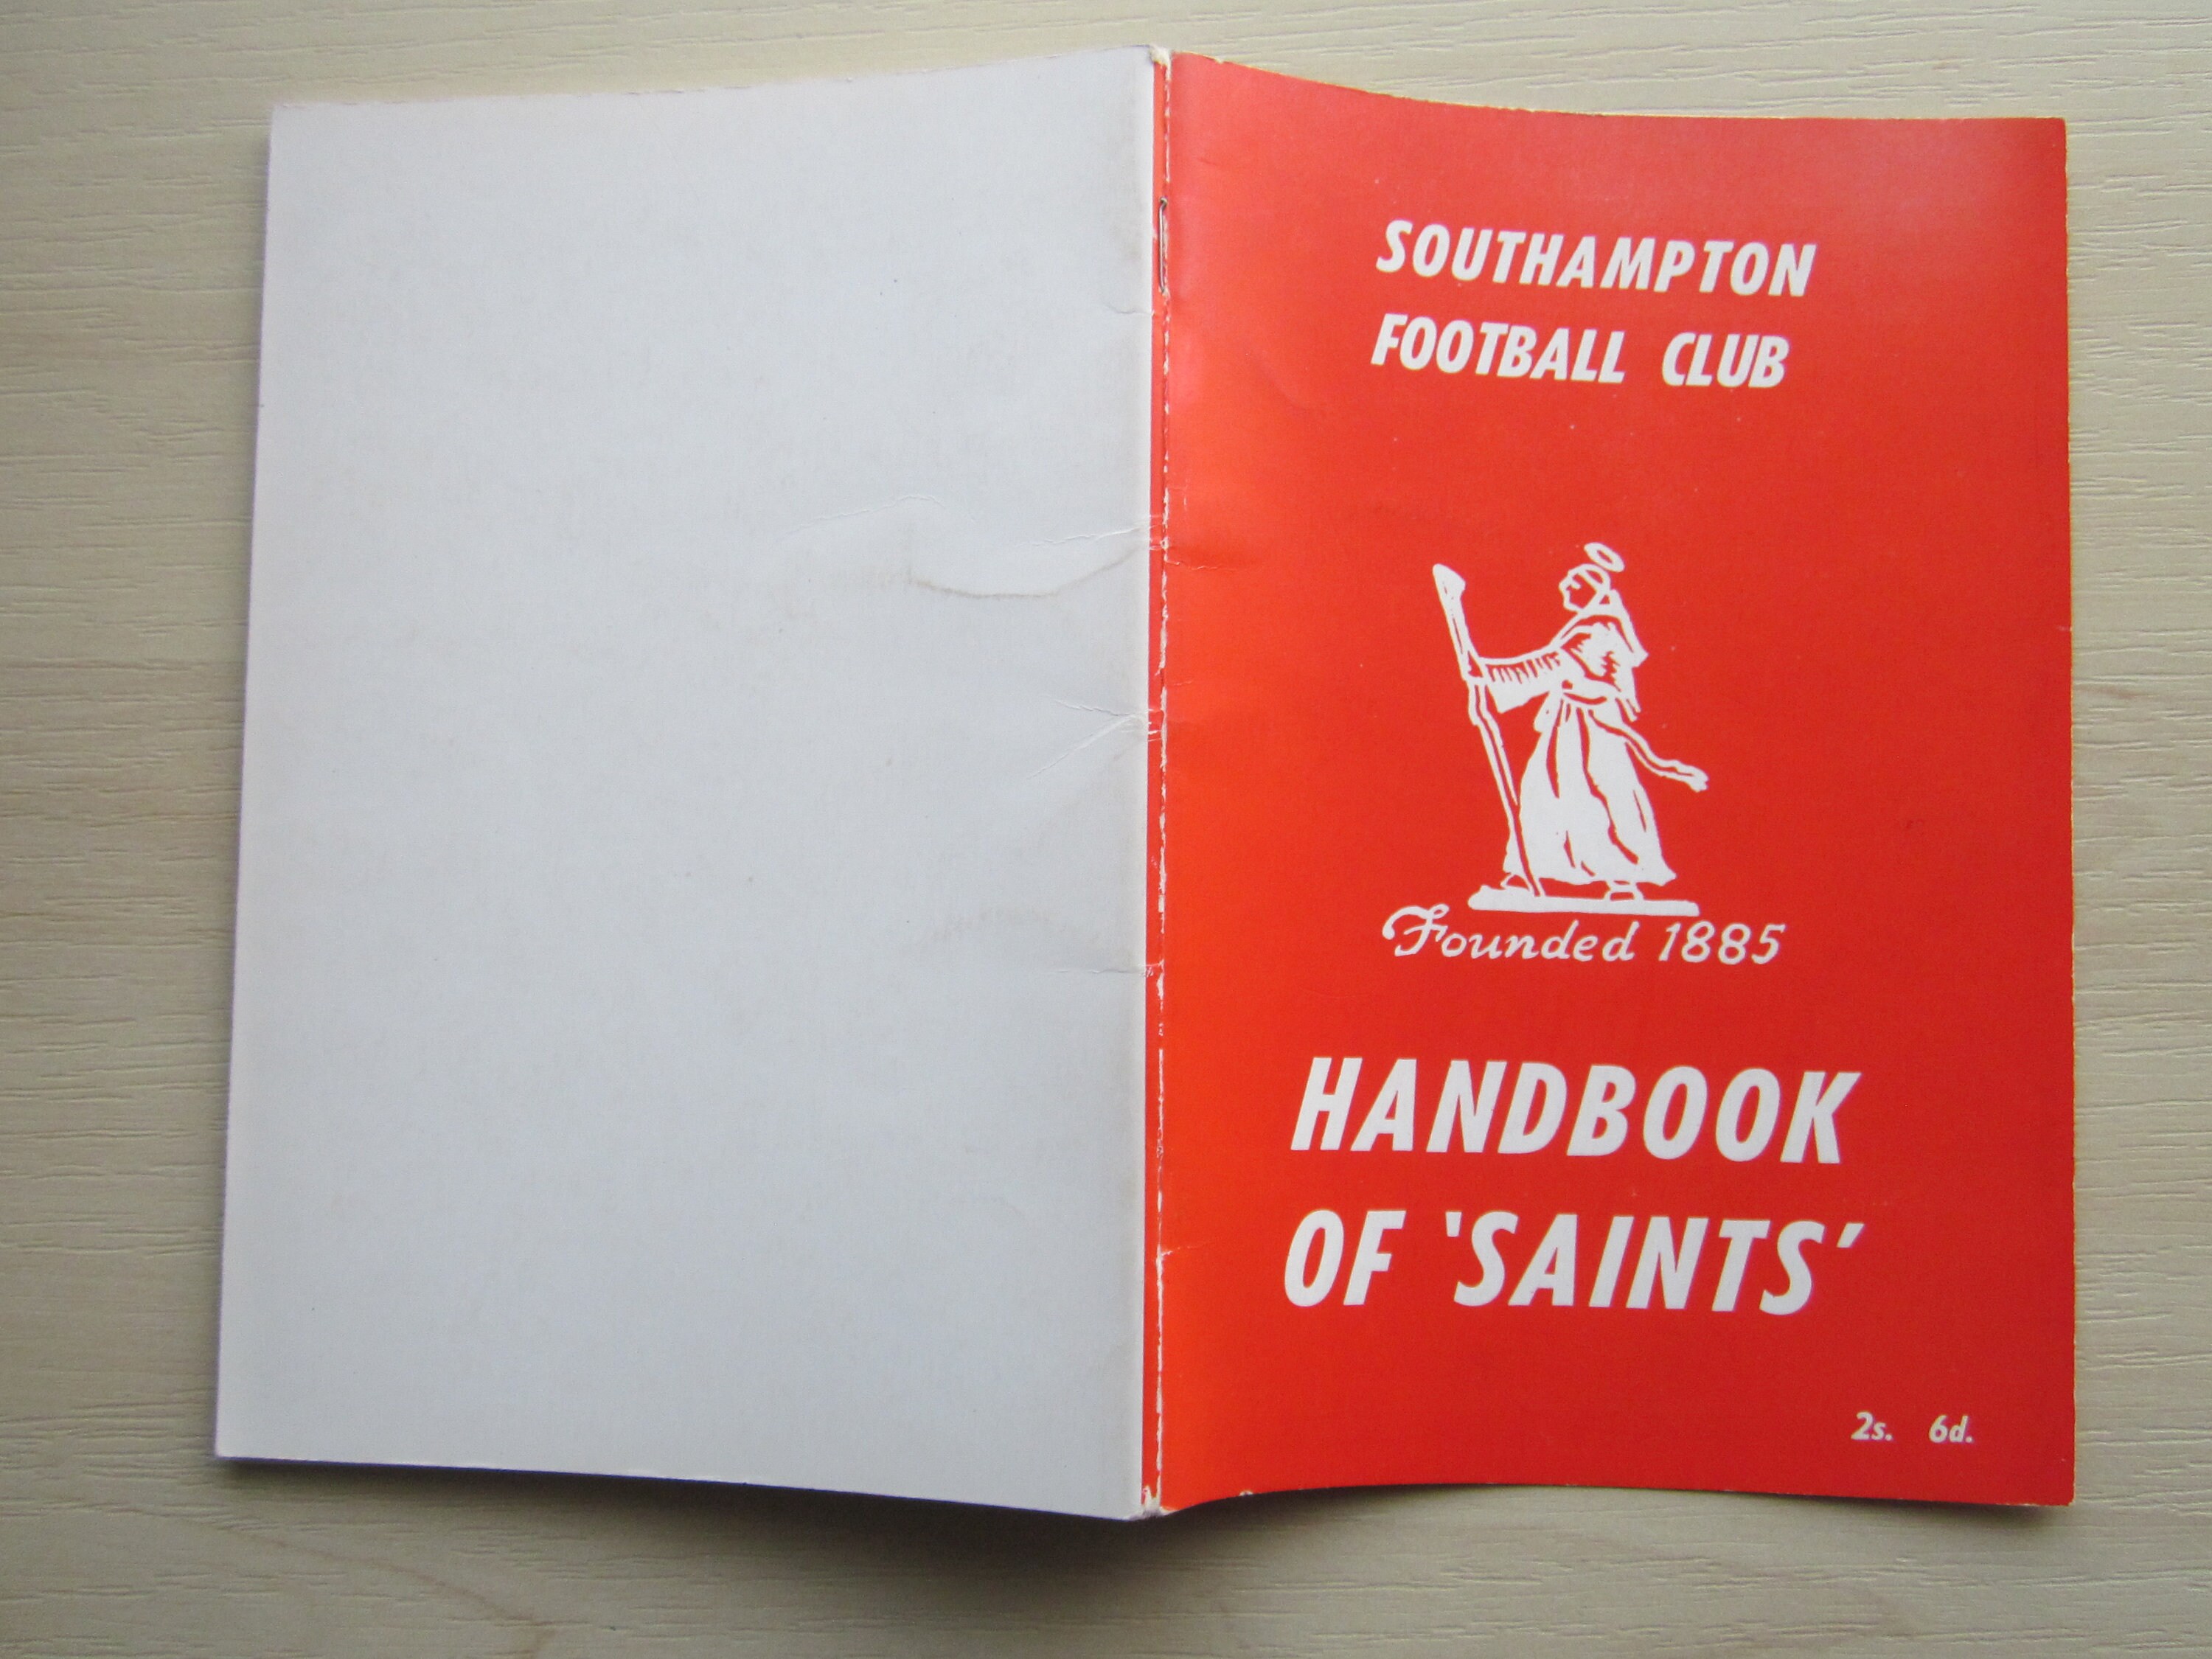 SOUTHAMPTON
FOOTBALL CLUB
Founded 1885
HANDBOOK
OF 'SAINTS'
2s. 6d.